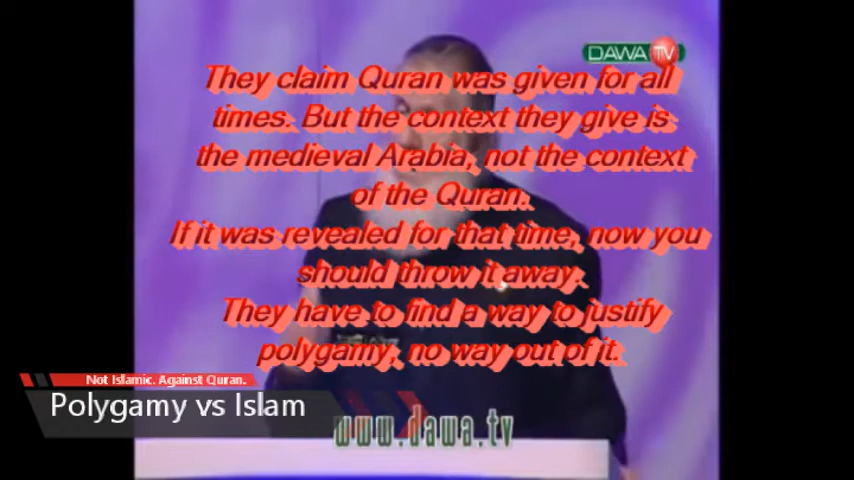 DAWA TV
They claim Quran was given for all
times. But the context they give is
the medieval Arabia, not the context
of the Quran.
If it was revealed for that time, now you
should throw it away.
They have to find a way to justify
polygamy, no way out of it.
Not Islamic. Against Quran.
Polygamy vs Islam
www.dawa.tv